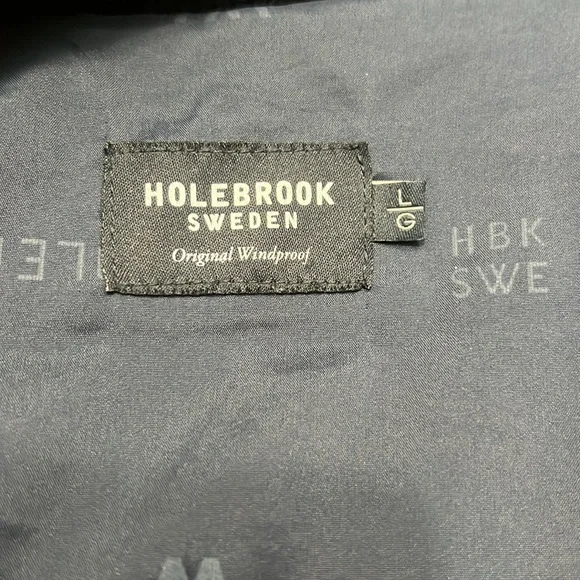 HOLEBROOK
SWEDEN
Original Windproof
L
G
HBK
SWE